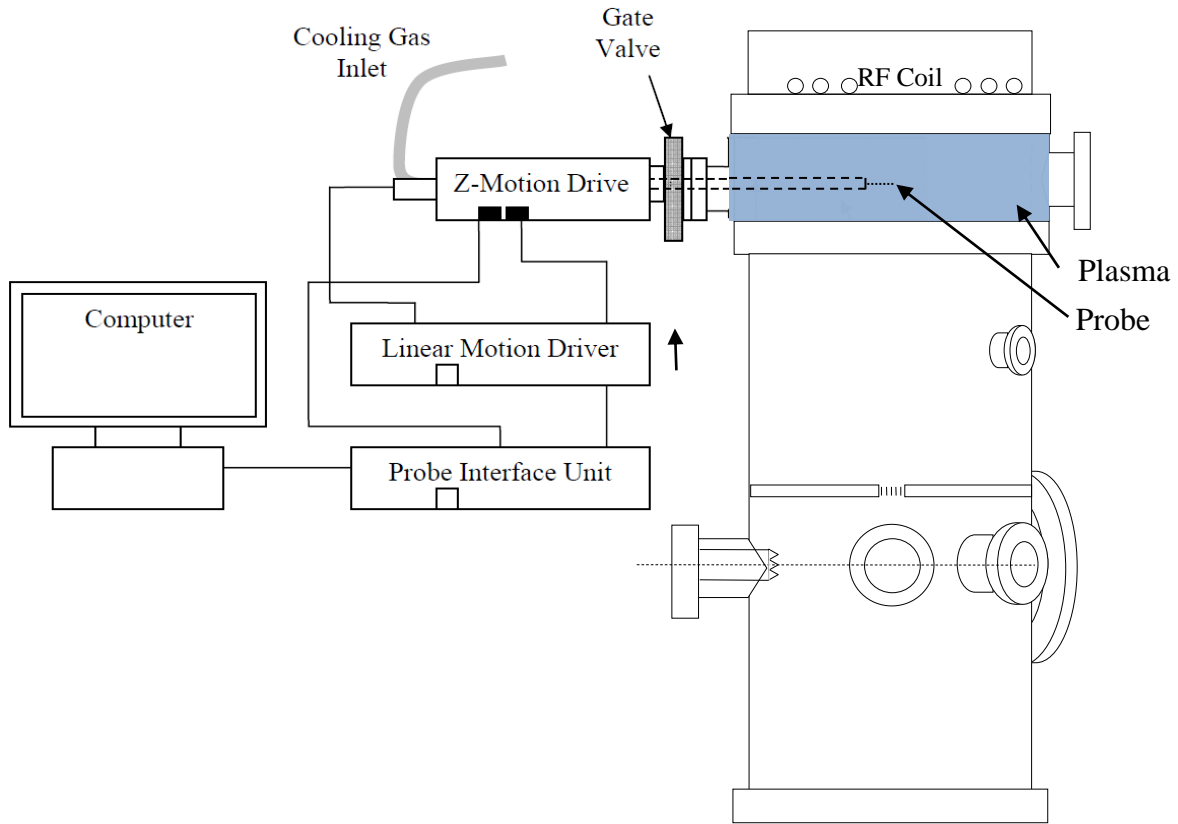 Cooling Gas
Inlet
Gate
Valve
RF Coil
Z-Motion Drive
Plasma
Probe
Computer
Linear Motion Driver
Probe Interface Unit